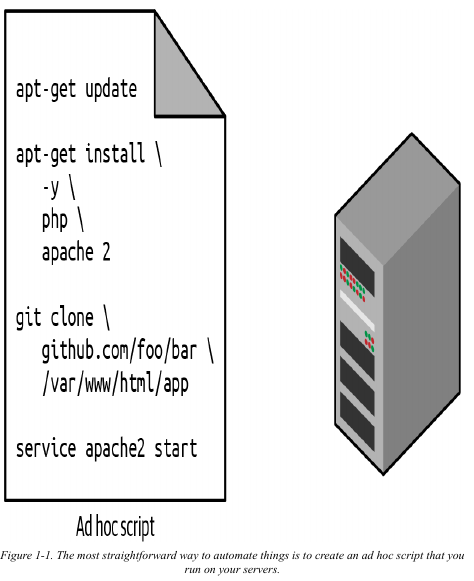 apt-get update
apt-get install \
-y \
php \
apache 2
git clone \
github.com/foo/bar \
/var/www/html/app
service apache2 start
Ad hoc script
Figure 1-1. The most straightforward way to automate things is to create an ad hoc script that you
run on your servers.